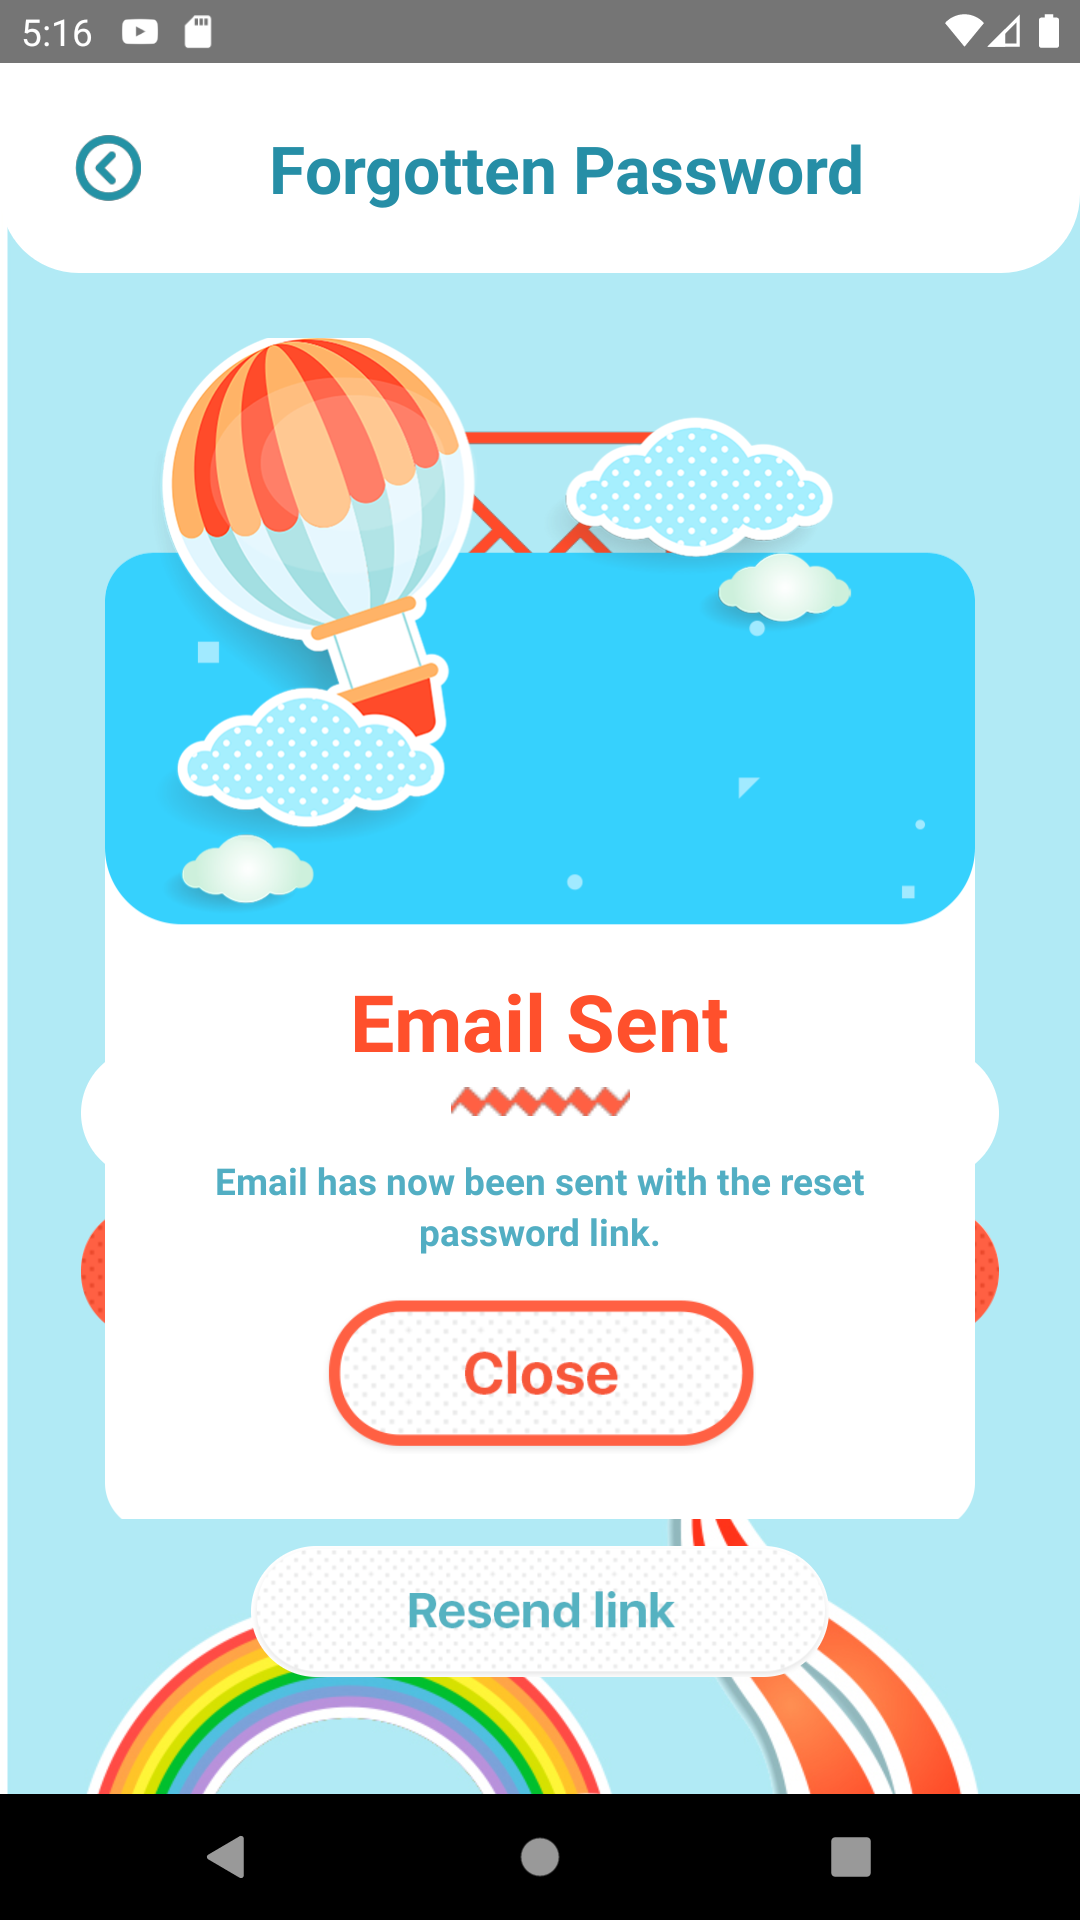 5:16
Forgotten Password
Email Sent
Email has now been sent with the reset
password link.
Close
Resend link